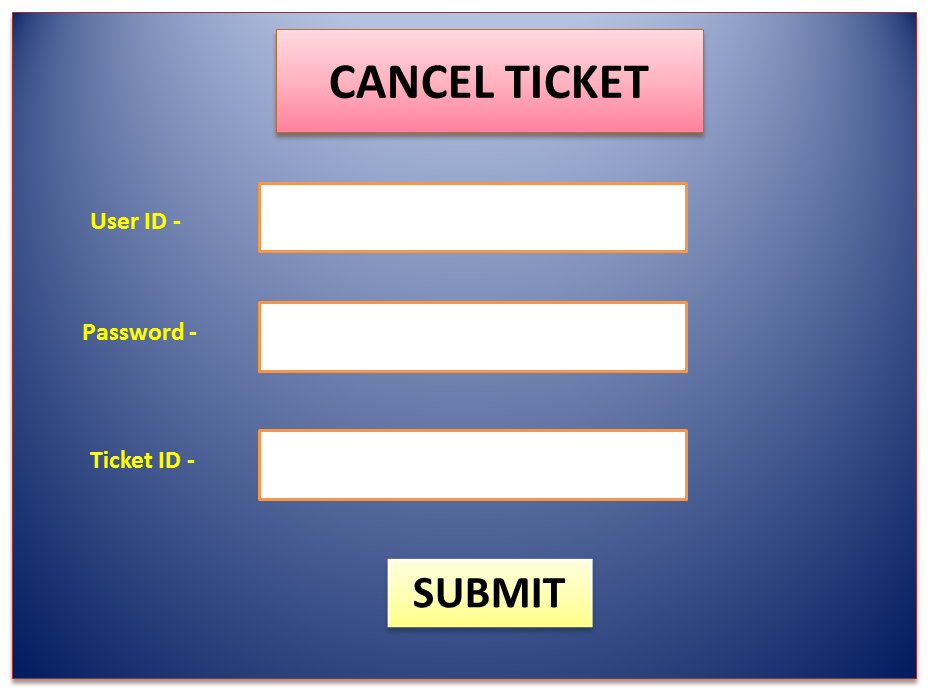 CANCEL TICKET
User ID -
Password -
Ticket ID -
SUBMIT